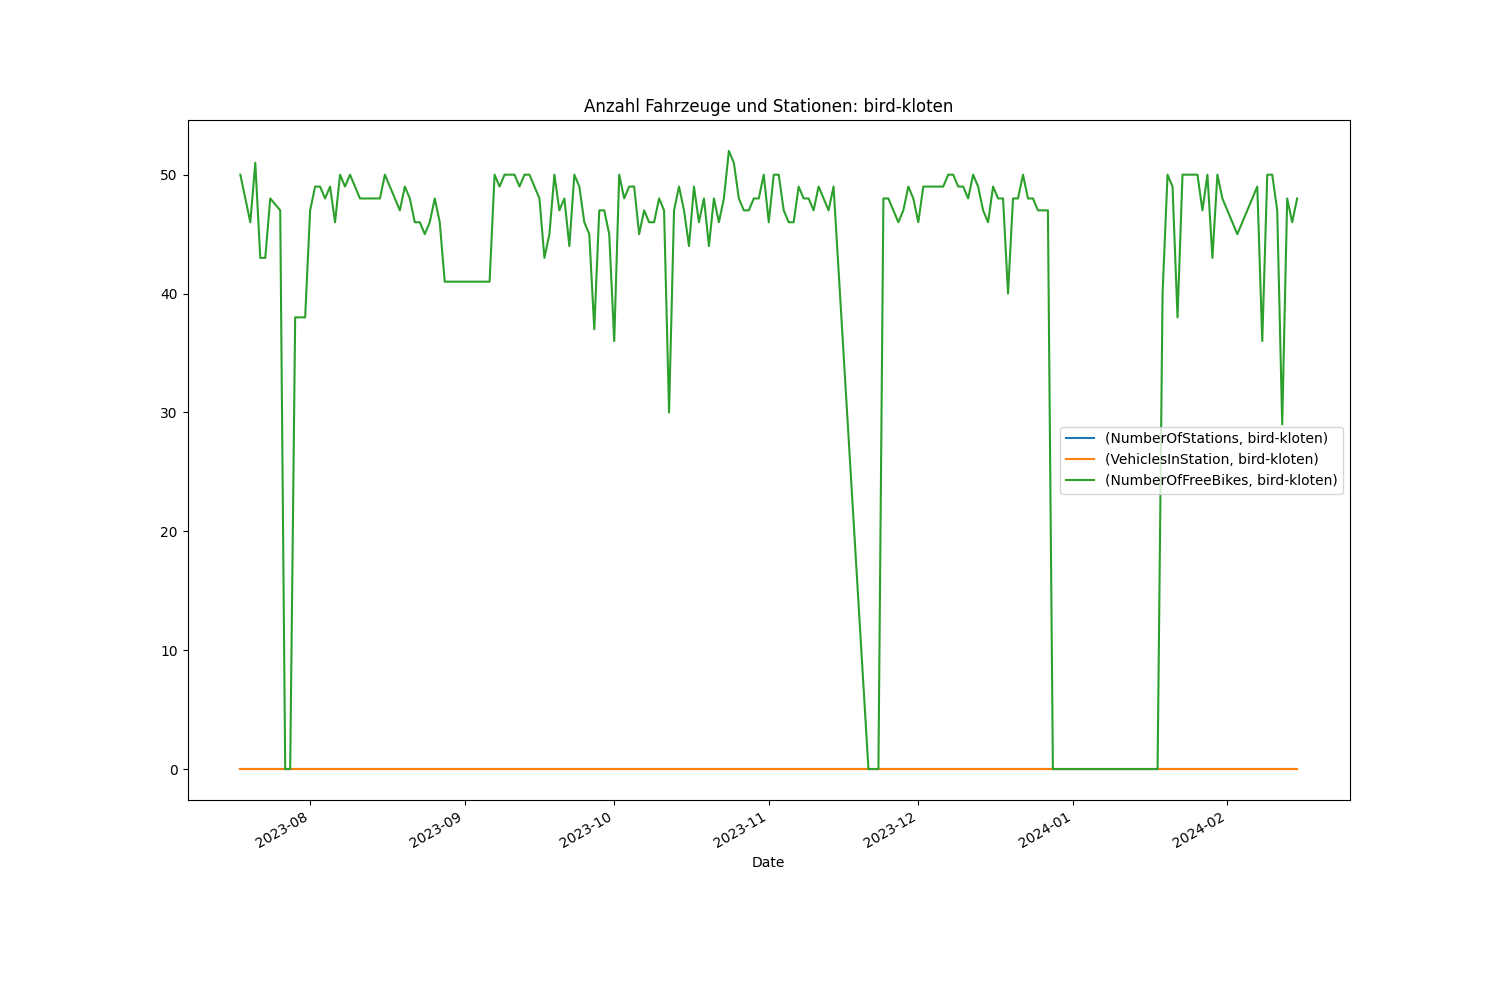 Anzahl Fahrzeuge und Stationen: bird-kloten
50
40
30
20
10
0
(NumberOfStations, bird-kloten)
(VehiclesInStation, bird-kloten)
(NumberOfFreeBikes, bird-kloten)
2023-08
2023-09
2023-10
2023-11
2023-12
2024-01
2024-02
Date